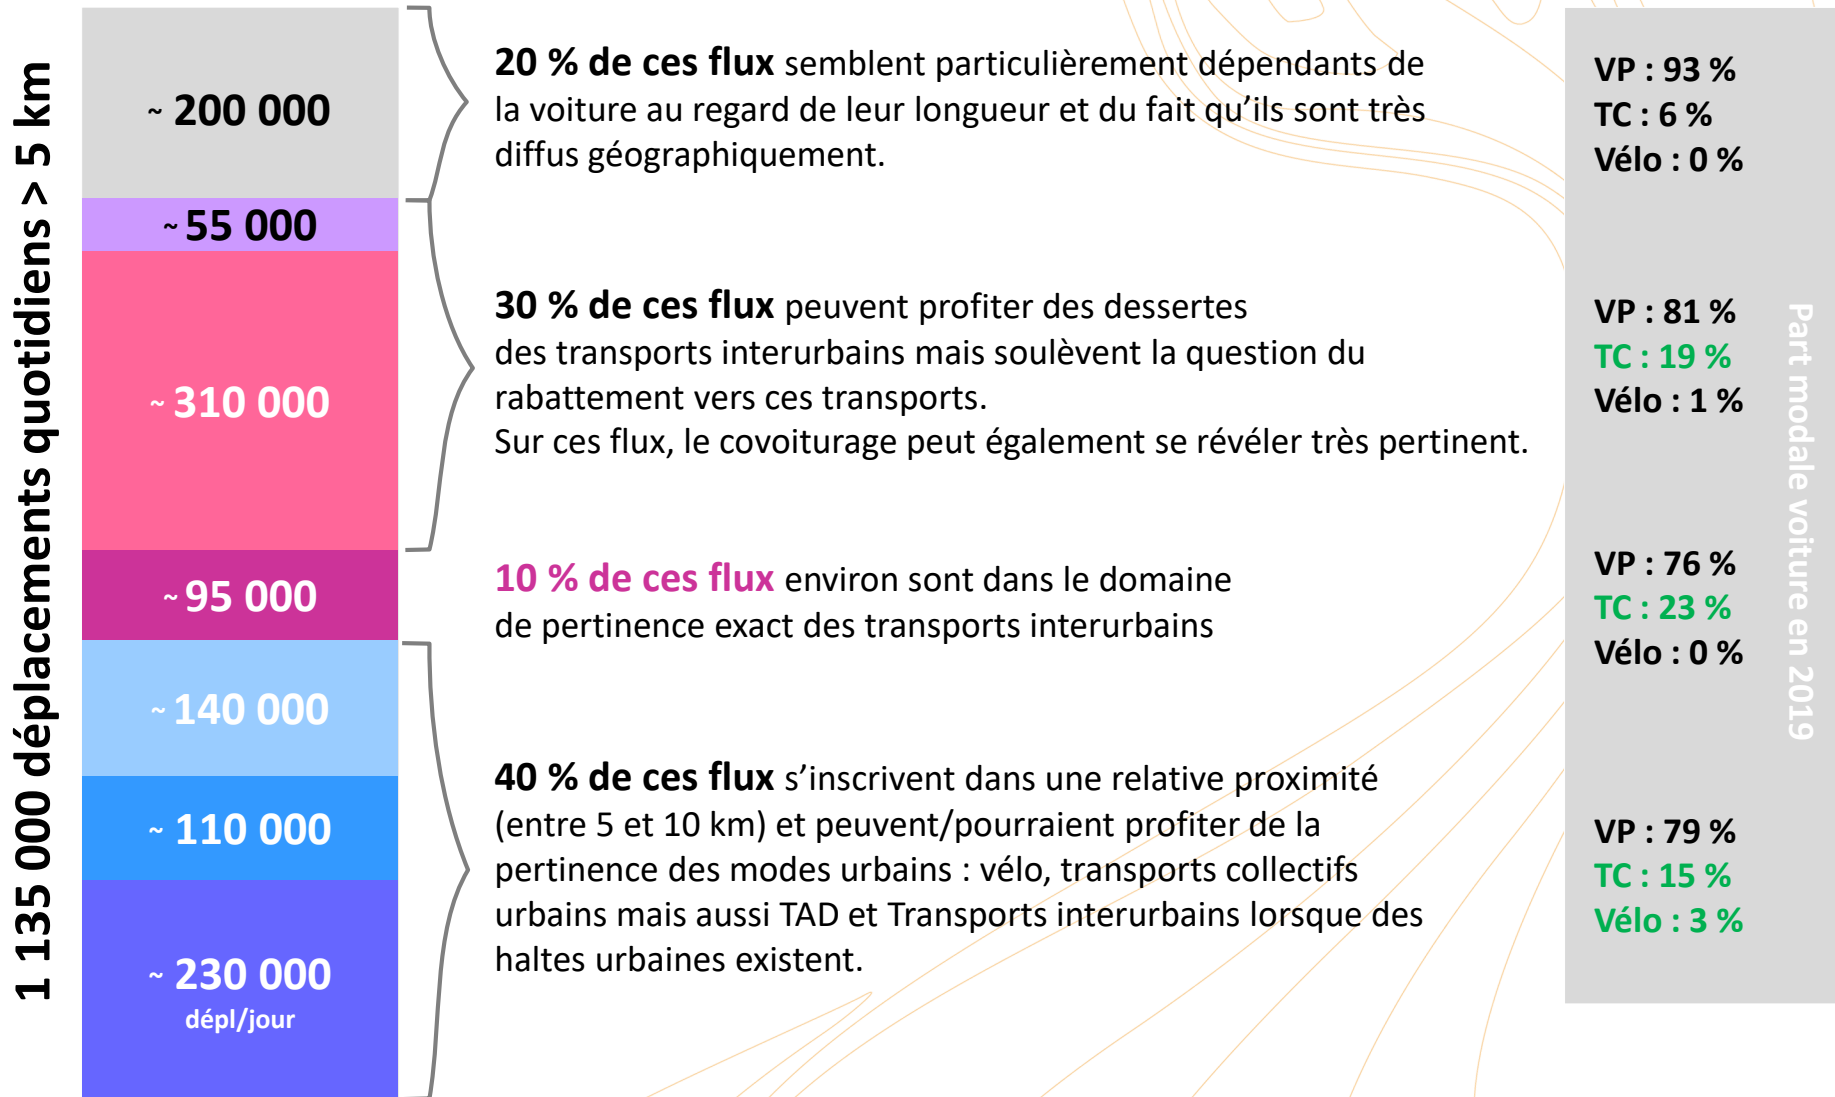 1 135 000 déplacements quotidiens > 5 km
~ 200 000
~ 55 000
~ 310 000
~ 95 000
~ 140 000
~ 110 000
~ 230 000
dépl/jour
20 % de ces flux semblent particulièrement dépendants de
la voiture au regard de leur longueur et du fait qu’ils sont très
diffus géographiquement.
30 % de ces flux peuvent profiter des dessertes
des transports interurbains mais soulèvent la question du
rabattement vers ces transports.
Sur ces flux, le covoiturage peut également se révéler très pertinent.
10 % de ces flux environ sont dans le domaine
de pertinence exact des transports interurbains
40 % de ces flux s’inscrivent dans une relative proximité
(entre 5 et 10 km) et peuvent/pourraient profiter de la
pertinence des modes urbains : vélo, transports collectifs
urbains mais aussi TAD et Transports interurbains lorsque des
haltes urbaines existent.
VP : 93 %
TC : 6 %
Vélo : 0 %
VP : 81 %
TC : 19 %
Vélo : 1 %
VP : 76 %
TC : 23 %
Vélo : 0 %
VP : 79 %
TC : 15 %
Vélo : 3 %
Part modale voiture en 2019